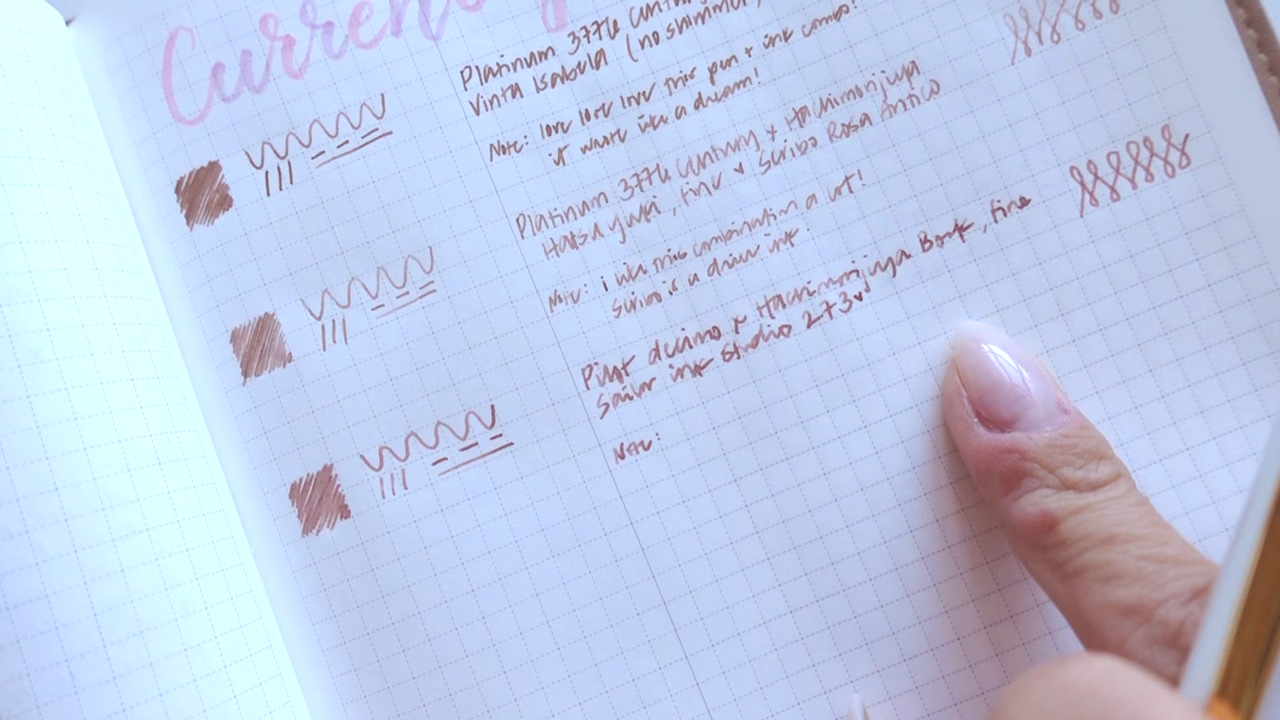 Current
Platinum 3776 Century
Vinta Isabela (no shimmer)
Note: love love love this pen + ink combo!
it writes like a dream!
Platinum 3776 Century x Hachimonjiya
Hatsuyuki, fine • Scribo Rosa Antico
Note: i like this combination a lot!
Scribo is a drier ink.
Pilot decimo x Hachimonjiya Bonk, fine
Sailor ink studio 273
Note: